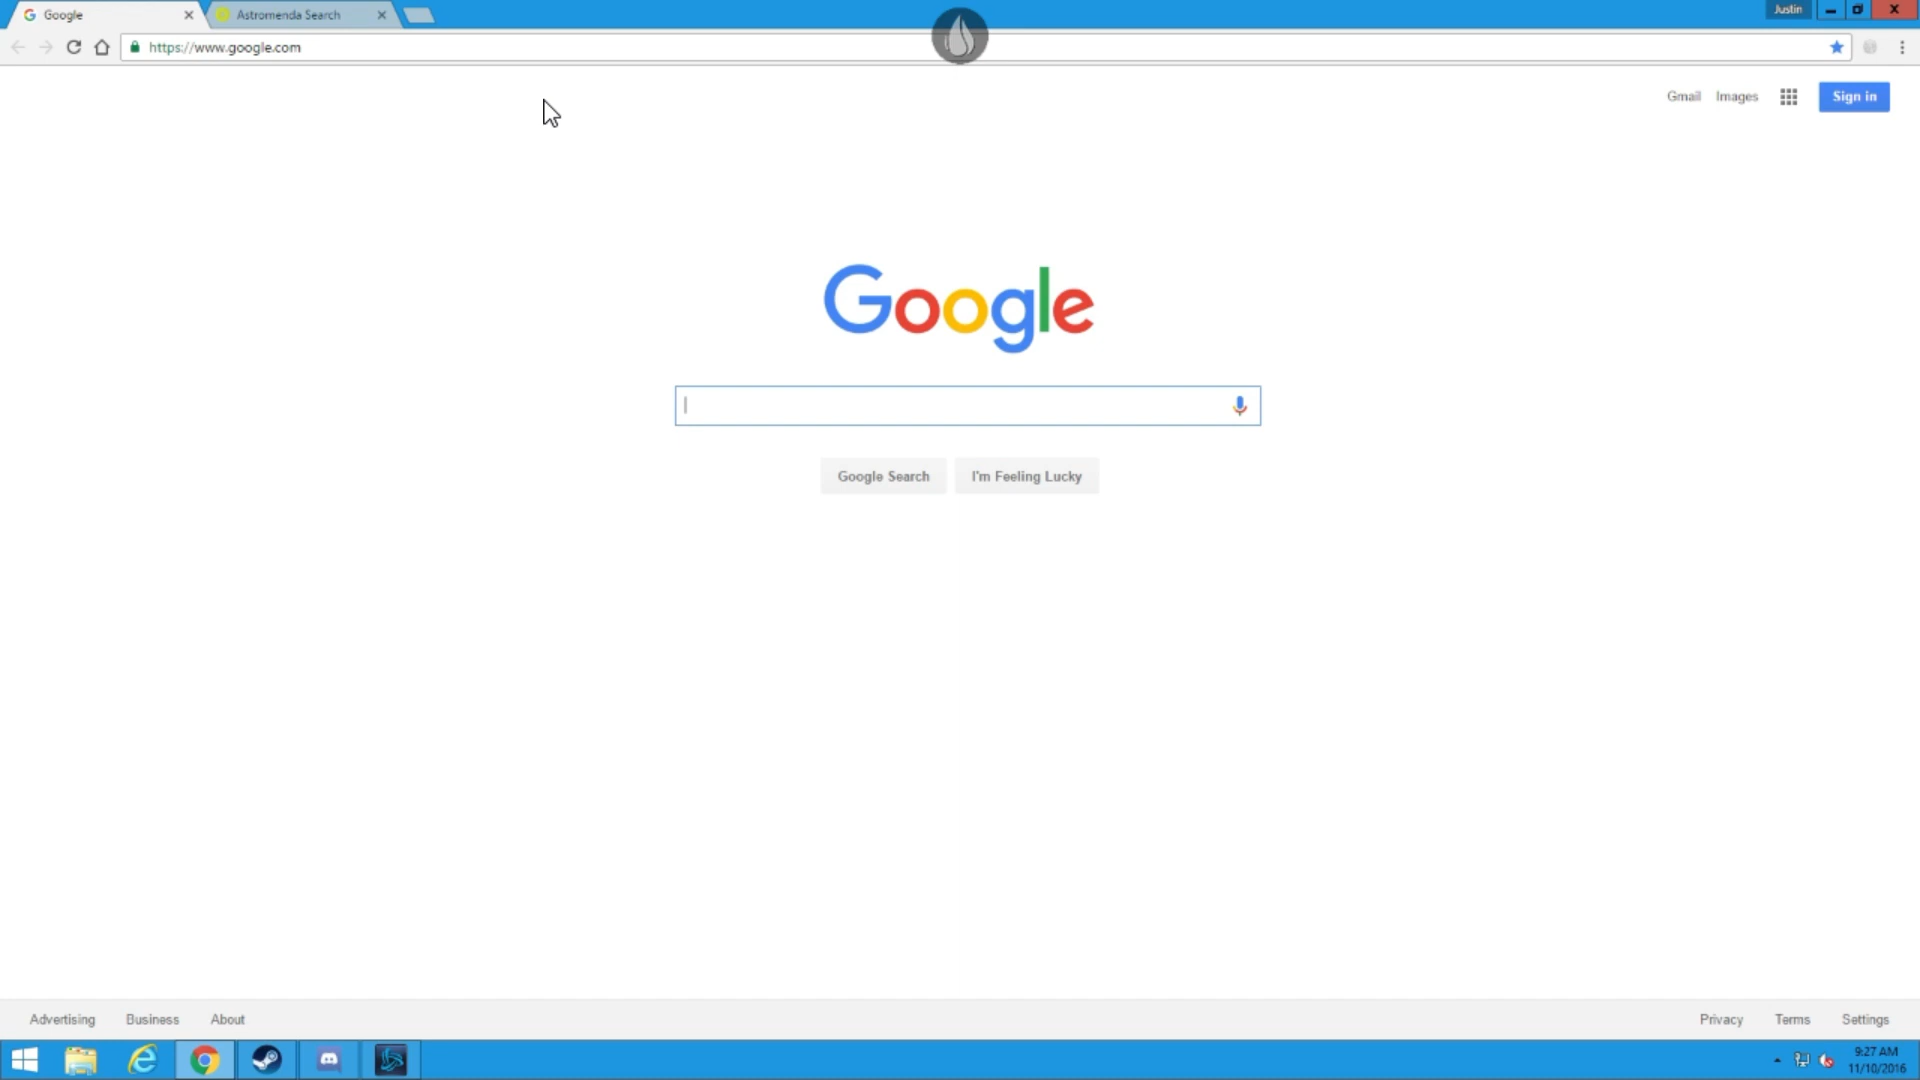 Google
Astromenda Search
Justin
https://www.google.com
Gmail
Images
Sign in
Google
Google Search
I'm Feeling Lucky
Advertising
Business
About
Privacy
Terms
Settings
9:27 AM
11/10/2016